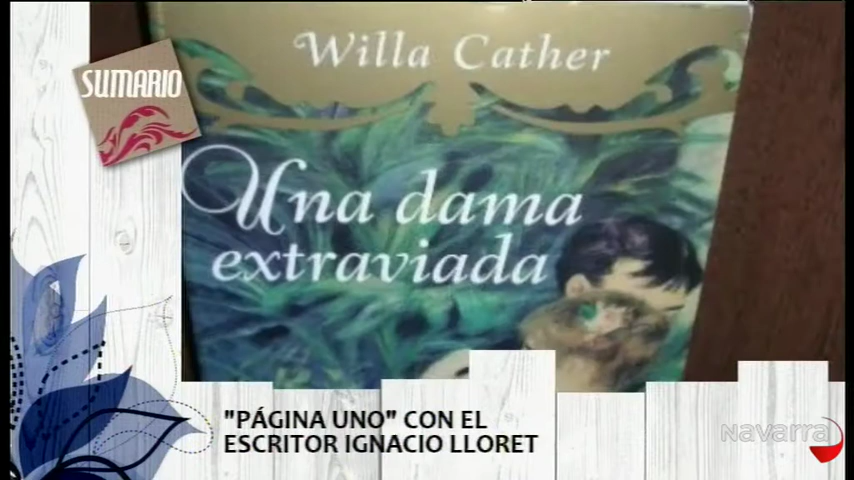 Willa Cather
SUMARIO
Una dama
extraviada
"PÁGINA UNO" CON EL
ESCRITOR IGNACIO LLORET
Navarra